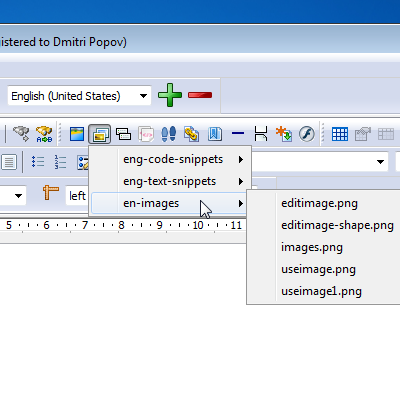 istered to Dmitri Popov)
English (United States)
eng-code-snippets
eng-text-snippets
left
en-images
editimage.png
5 6 7 8 9 10 11
editimage-shape.png
images.png
useimage.png
useimage1.png